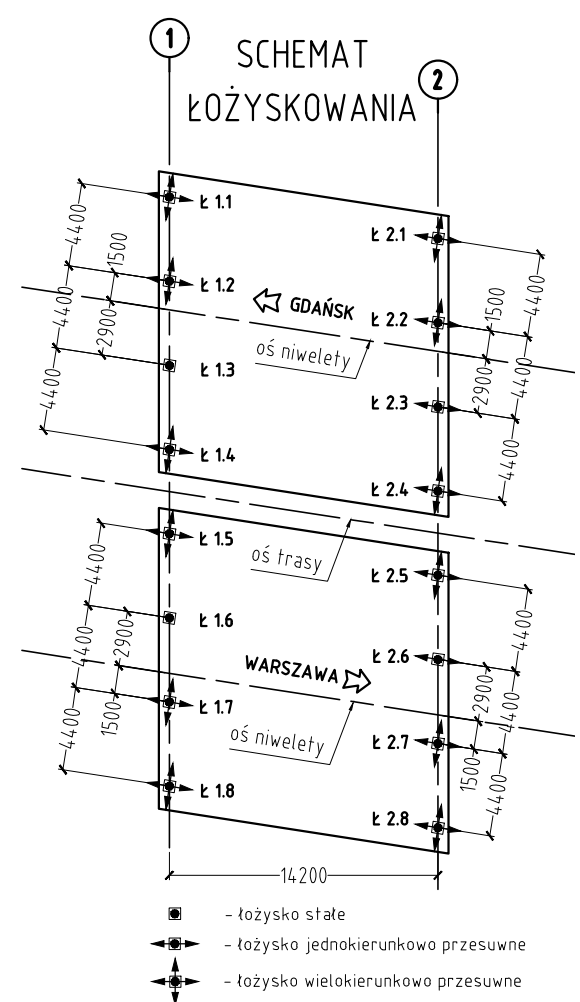 1
SCHEMAT
ŁOŻYSKOWANIA
2
Ł 1.1
Ł 2.1
4400
1500
Ł 1.2
GDAŃSK
Ł 2.2
1500
4400
4400
2900
oś niwelety
Ł 1.3
Ł 2.3
2900
4400
4400
Ł 1.4
Ł 2.4
4400
Ł 1.5
oś trasy
Ł 2.5
4400
Ł 1.6
4400
2900
4400
WARSZAWA
Ł 2.6
2900
4400
Ł 1.7
1500
oś niwelety
Ł 2.7
1500
4400
4400
Ł 1.8
Ł 2.8
14200
- łożysko stałe
- łożysko jednokierunkowo przesuwne
- łożysko wielokierunkowo przesuwne